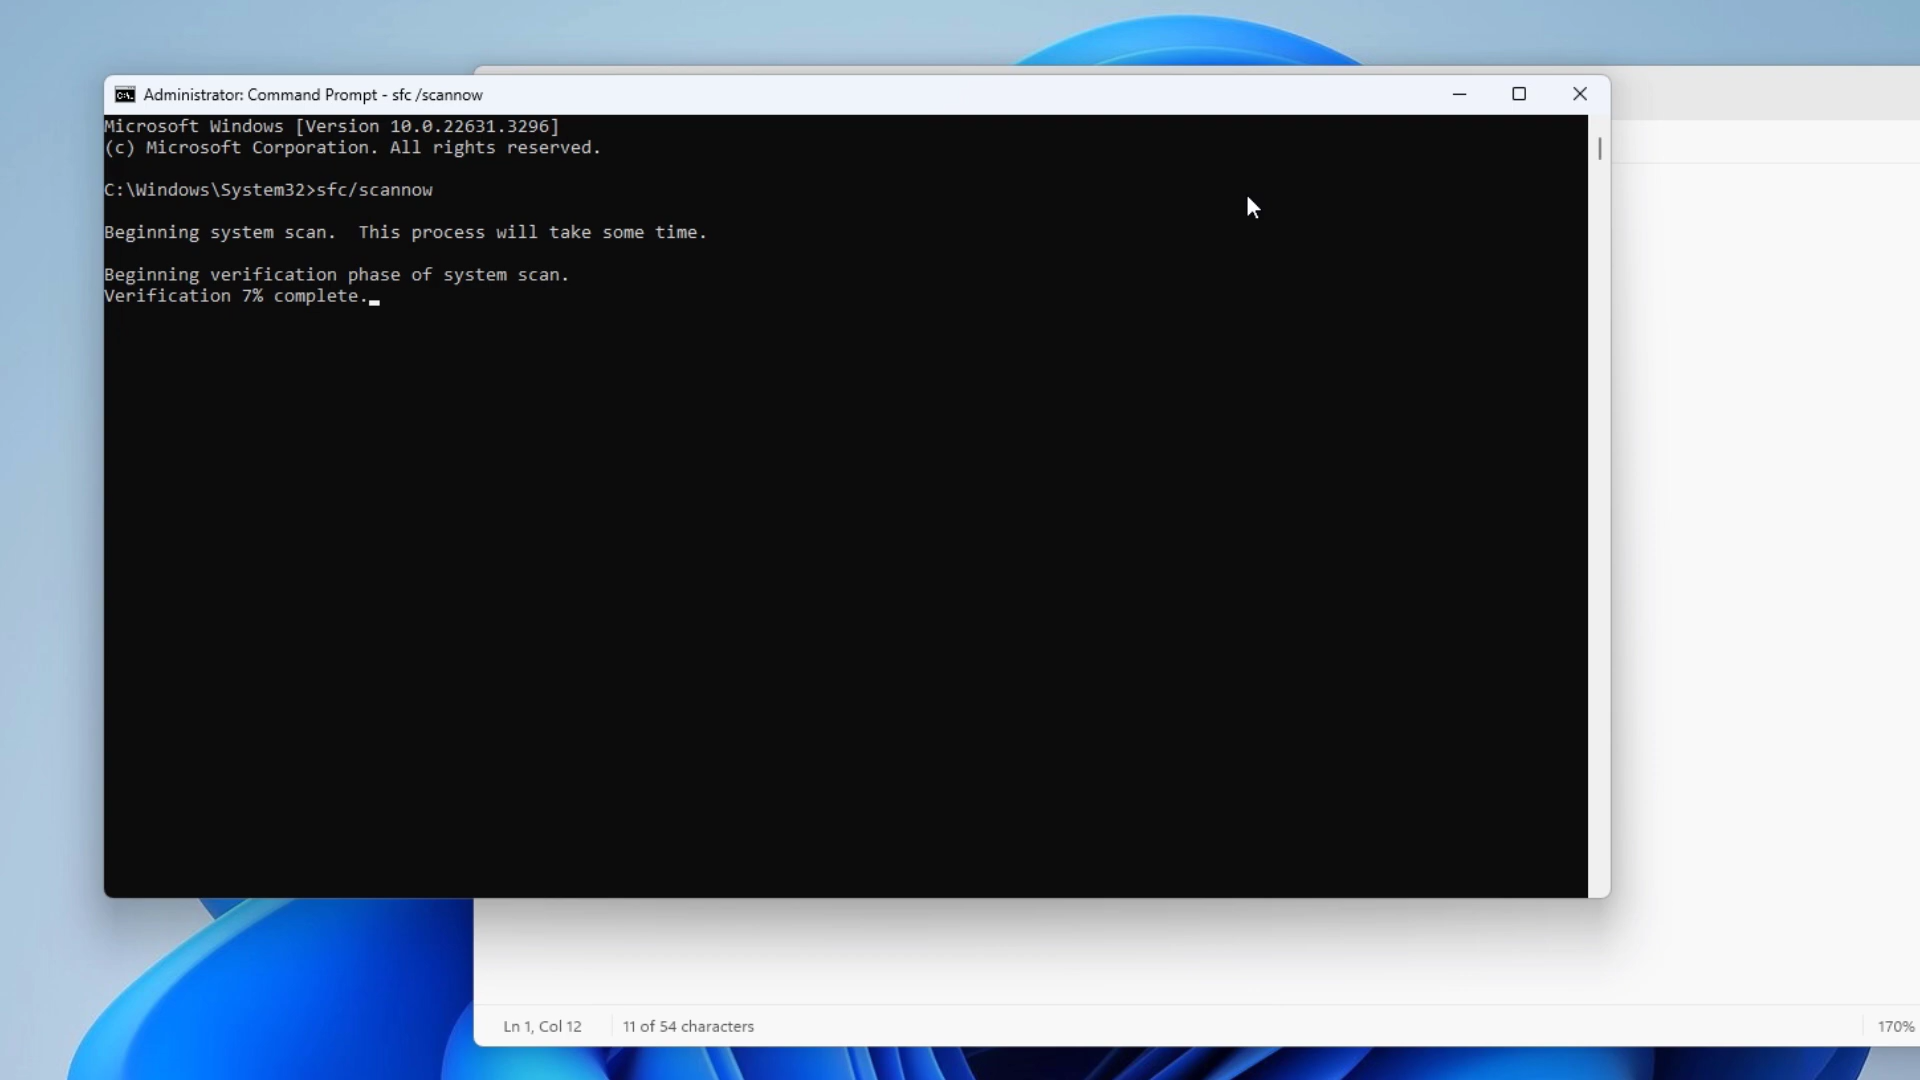 Administrator: Command Prompt - sfc /scannow
Microsoft Windows [Version 10.0.22631.3296]
(c) Microsoft Corporation. All rights reserved.
C:\Windows\System32>sfc/scannow
Beginning system scan.  This process will take some time.
Beginning verification phase of system scan.
Verification 7% complete.
Ln 1, Col 12
11 of 54 characters
170%